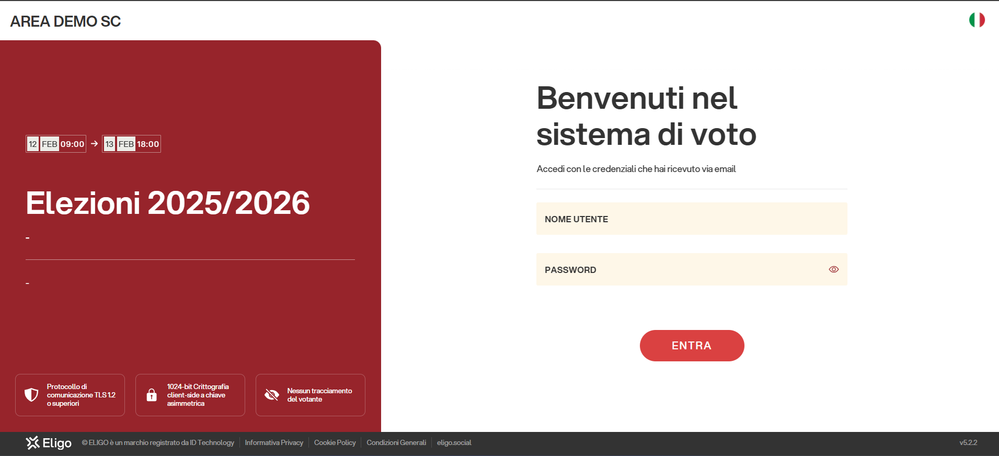 AREA DEMO SC
12 FEB 09:00 → 13 FEB 18:00
Elezioni 2025/2026
-
-
Protocollo di
comunicazione TLS 1.2
o superiori
1024-bit Crittografia
client-side a chiave
asimmetrica
Nessun tracciamento
del votante
Benvenuti nel
sistema di voto
Accedi con le credenziali che hai ricevuto via email
NOME UTENTE
PASSWORD
ENTRA
Eligo
© ELIGO è un marchio registrato da ID Technology
Informativa Privacy
Cookie Policy
Condizioni Generali
eligo.social
v5.2.2